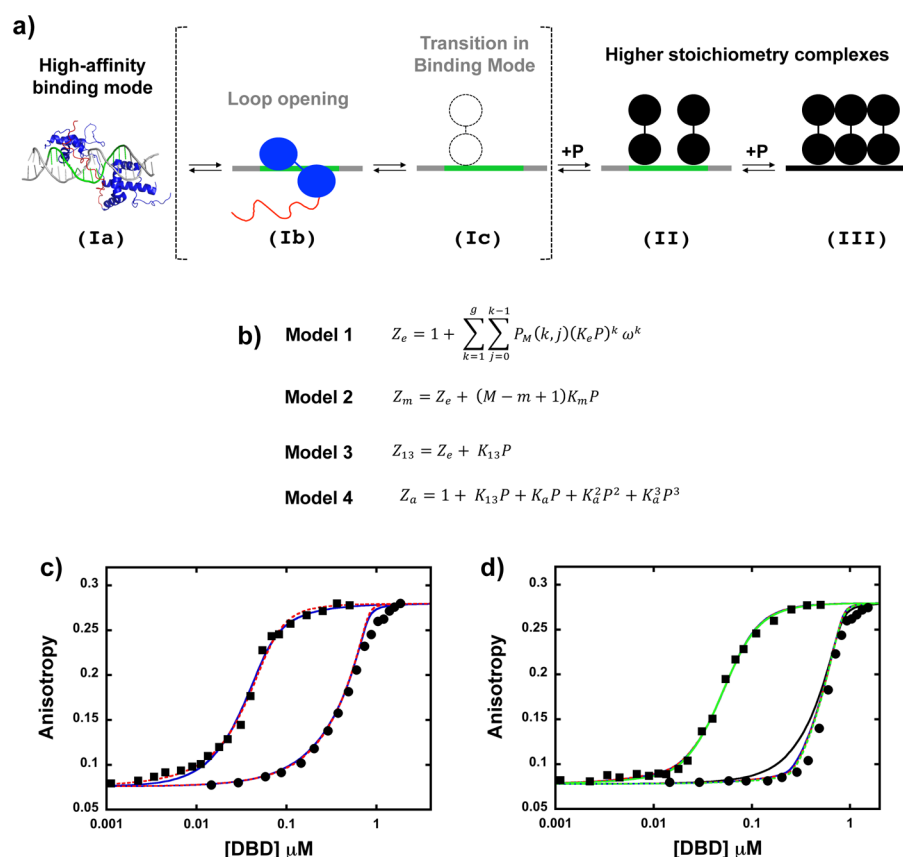 a)
High-affinity
binding mode
Loop opening
Transition in
Binding Mode
Higher stoichiometry complexes
+P
+P
(Ia)
(Ib)
(Ic)
(II)
(III)
b)
Model 1 Z_e = 1 + \sum_{k=1}^{g} \sum_{j=0}^{k-1} P_M(k,j)(K_e P)^k ω^k
Model 2 Z_m = Z_e + (M − m + 1)K_m P
Model 3 Z_{13} = Z_e + K_{13}P
Model 4 Z_a = 1 + K_{13}P + K_a P + K_a^2 P^2 + K_a^3 P^3
c)
Anisotropy
0.3
0.25
0.2
0.15
0.1
0.05
0.001
0.01
0.1
1
[DBD] μM
d)
Anisotropy
0.3
0.25
0.2
0.15
0.1
0.05
0.001
0.01
0.1
1
[DBD] μM